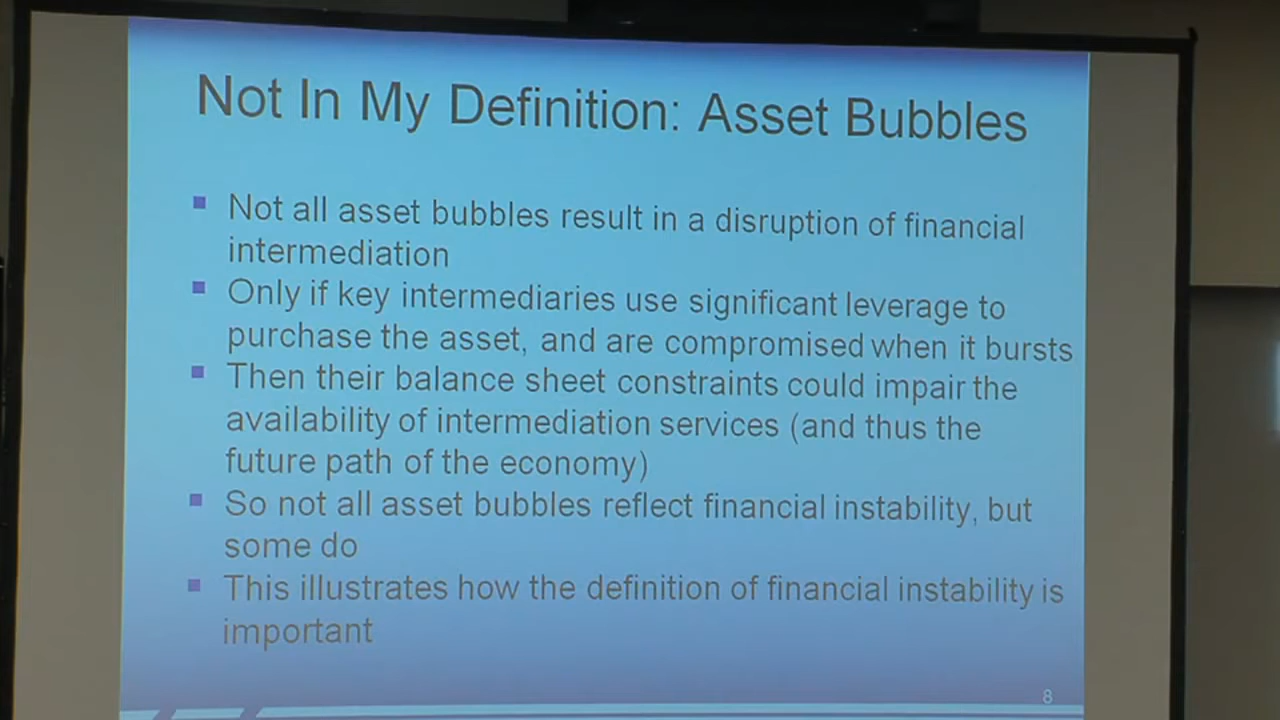 Not In My Definition: Asset Bubbles
Not all asset bubbles result in a disruption of financial
intermediation
Only if key intermediaries use significant leverage to
purchase the asset, and are compromised when it bursts
Then their balance sheet constraints could impair the
availability of intermediation services (and thus the
future path of the economy)
So not all asset bubbles reflect financial instability, but
some do
This illustrates how the definition of financial instability is
important
8